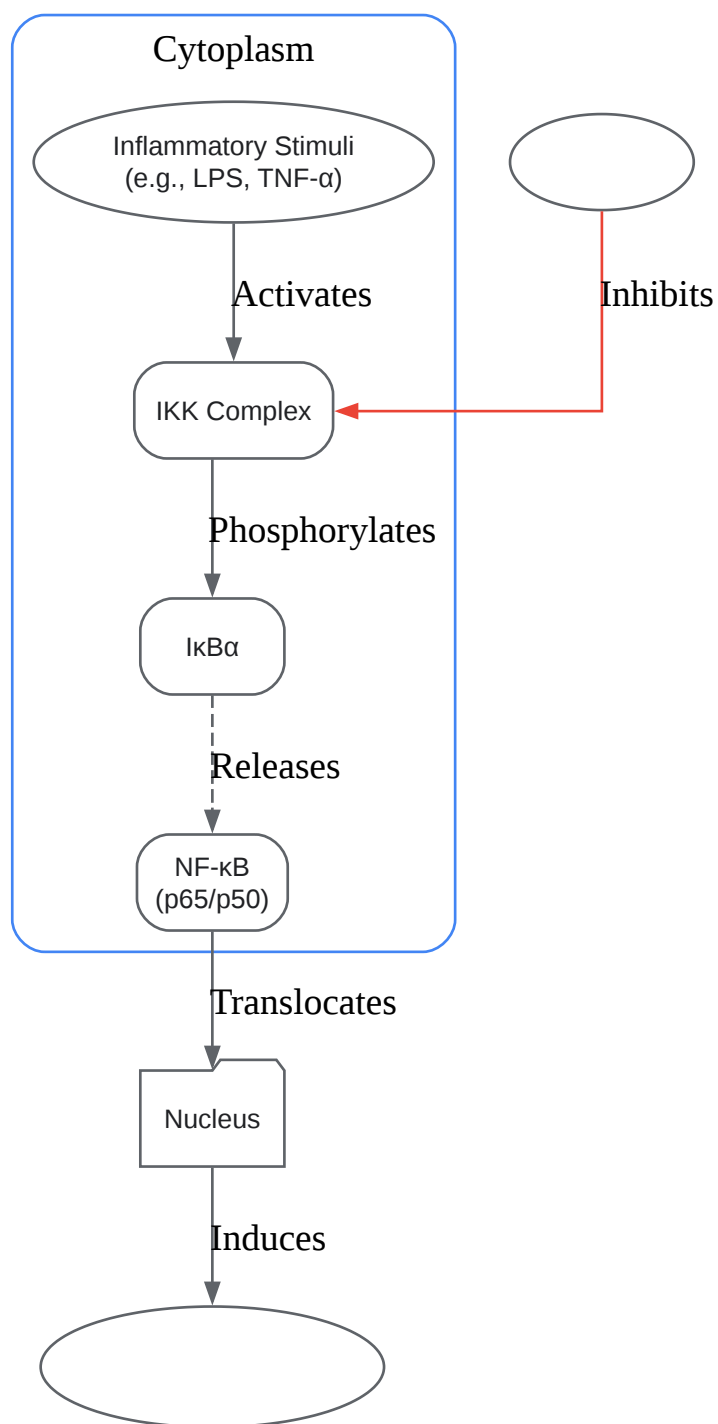 Cytoplasm
Inflammatory Stimuli
(e.g., LPS, TNF-α)
Activates
Inhibits
IKK Complex
Phosphorylates
IκBα
Releases
NF-κB
(p65/p50)
Translocates
Nucleus
Induces